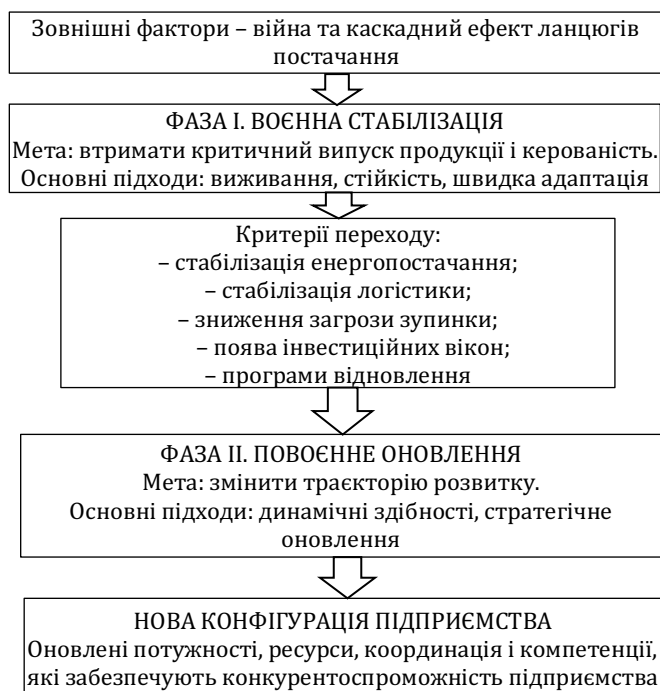 Зовнішні фактори – війна та каскадний ефект ланцюгів
постачання
ФАЗА І. ВОЄННА СТАБІЛІЗАЦІЯ
Мета: втримати критичний випуск продукції і керованість.
Основні підходи: виживання, стійкість, швидка адаптація
Критерії переходу:
– стабілізація енергопостачання;
– стабілізація логістики;
– зниження загрози зупинки;
– поява інвестиційних вікон;
– програми відновлення
ФАЗА ІІ. ПОВОЄННЕ ОНОВЛЕННЯ
Мета: змінити траєкторію розвитку.
Основні підходи: динамічні здібності, стратегічне
оновлення
НОВА КОНФІГУРАЦІЯ ПІДПРИЄМСТВА
Оновлені потужності, ресурси, координація і компетенції,
які забезпечують конкурентоспроможність підприємства